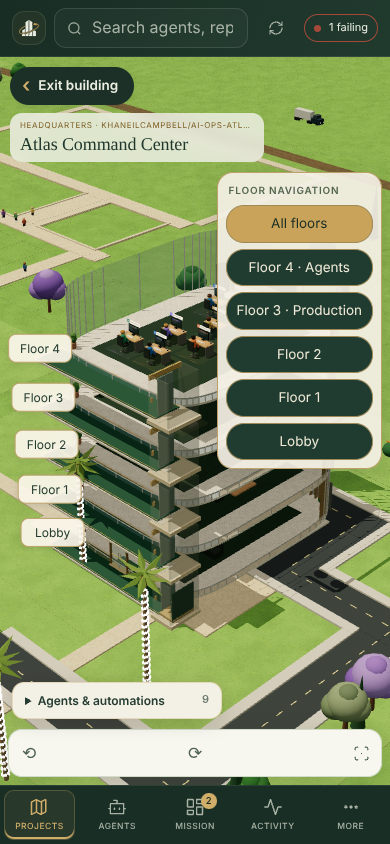 Search agents, rep
1 failing
Exit building
HEADQUARTERS · KHANEILCAMPBELL/AI-OPS-ATL...
Atlas Command Center
FLOOR NAVIGATION
All floors
Floor 4 · Agents
Floor 3 · Production
Floor 2
Floor 1
Lobby
Floor 4
Floor 3
Floor 2
Floor 1
Lobby
Agents & automations 9
2
PROJECTS AGENTS MISSION ACTIVITY MORE